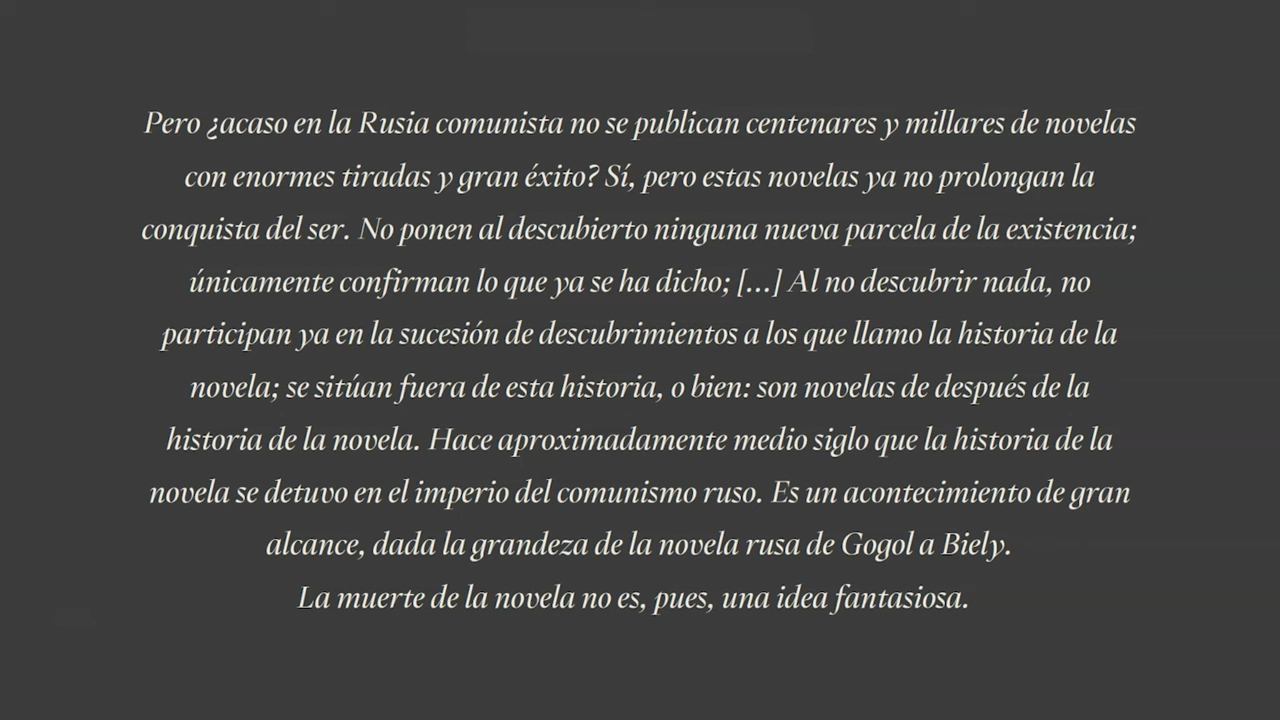 Pero ¿acaso en la Rusia comunista no se publican centenares y millares de novelas
con enormes tiradas y gran éxito? Sí, pero estas novelas ya no prolongan la
conquista del ser. No ponen al descubierto ninguna nueva parcela de la existencia;
únicamente confirman lo que ya se ha dicho; [...] Al no descubrir nada, no
participan ya en la sucesión de descubrimientos a los que llamo la historia de la
novela; se sitúan fuera de esta historia, o bien: son novelas de después de la
historia de la novela. Hace aproximadamente medio siglo que la historia de la
novela se detuvo en el imperio del comunismo ruso. Es un acontecimiento de gran
alcance, dada la grandeza de la novela rusa de Gogol a Biely.
La muerte de la novela no es, pues, una idea fantasiosa.